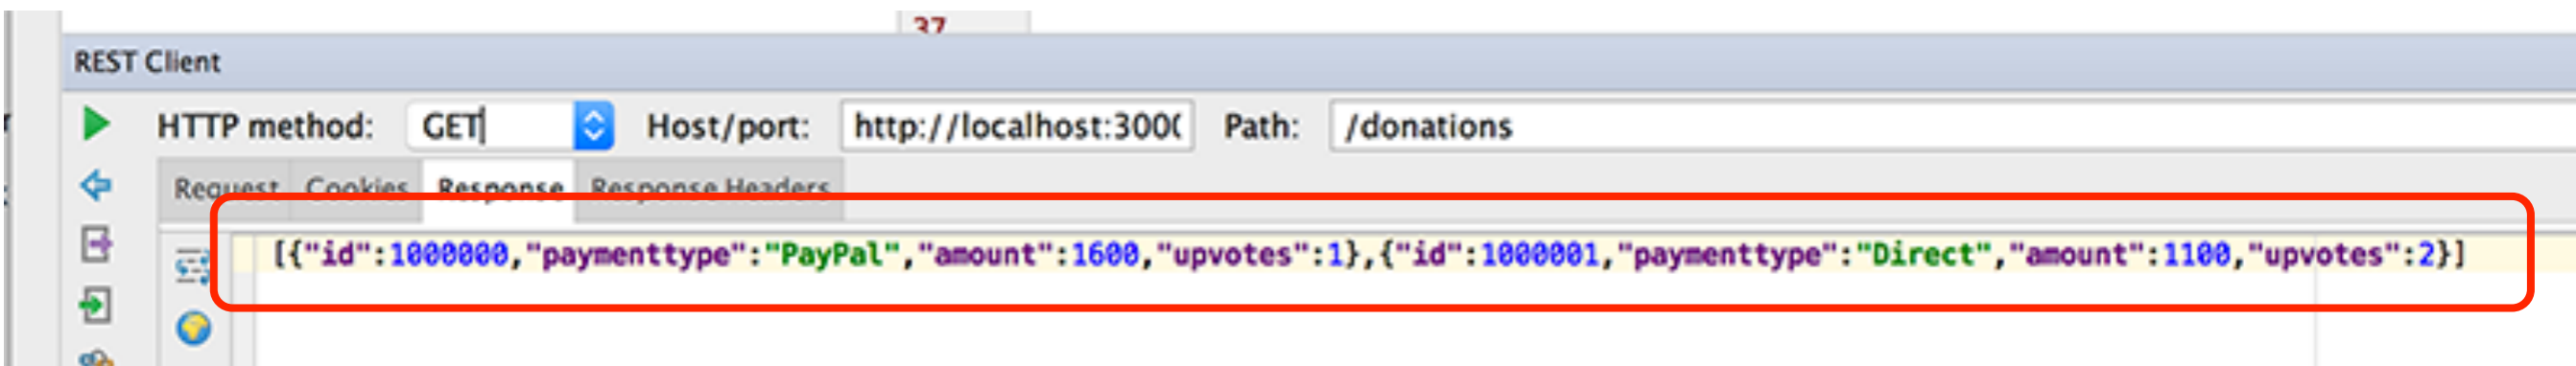 37
REST Client
HTTP method: GET Host/port: http://localhost:300( Path: /donations
Request Cookies Response Response Headers
[{"id":1000000,"paymenttype":"PayPal","amount":1600,"upvotes":1},{"id":1000001,"paymenttype":"Direct","amount":1100,"upvotes":2}]